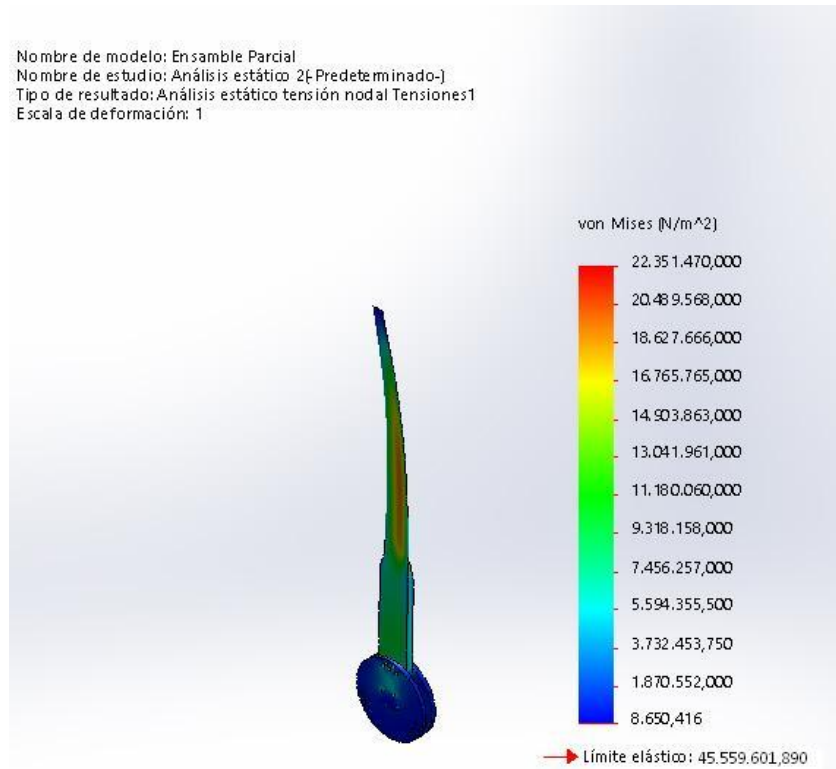 Nombre de modelo: Ensamble Parcial
Nombre de estudio: Análisis estático 2(-Predeterminado-)
Tipo de resultado: Análisis estático tensión nodal Tensiones1
Escala de deformación: 1
von Mises (N/m^2)
22.351.470,000
20.489.568,000
18.627.666,000
16.765.765,000
14.903.863,000
13.041.961,000
11.180.060,000
9.318.158,000
7.456.257,000
5.594.355,500
3.732.453,750
1.870.552,000
8.650,416
Límite elástico: 45.559.601,890